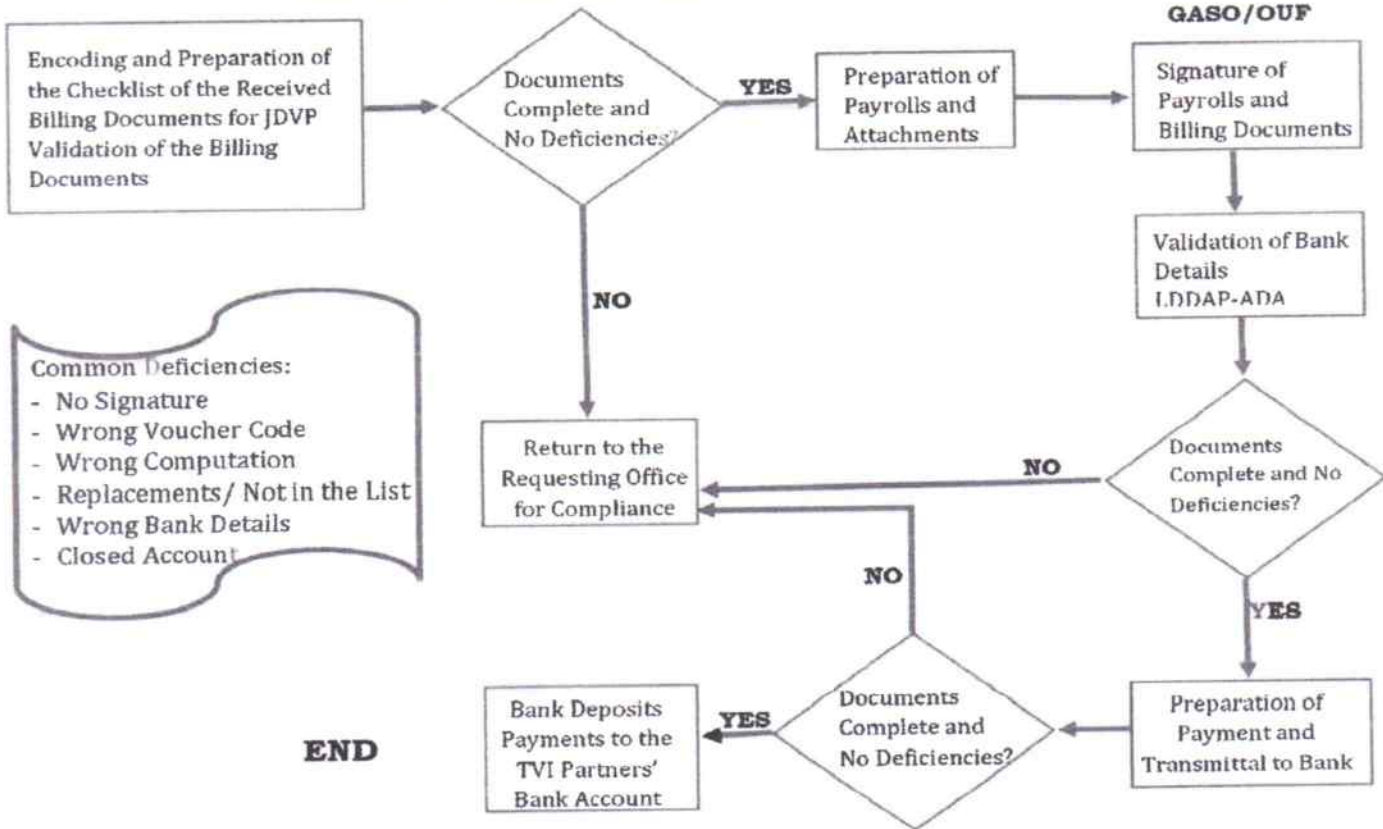 GASO/OUF
Encoding and Preparation of
the Checklist of the Received
Billing Documents for JDVP
Validation of the Billing
Documents
Documents
Complete and
No Deficiencies?
YES
Preparation of
Payrolls and
Attachments
Signature of
Payrolls and
Billing Documents
Validation of Bank
Details
LDDAP-ADA
NO
Common Deficiencies:
- No Signature
- Wrong Voucher Code
- Wrong Computation
- Replacements/ Not in the List
- Wrong Bank Details
- Closed Account
Return to the
Requesting Office
for Compliance
NO
Documents
Complete and No
Deficiencies?
NO
YES
Preparation of
Payment and
Transmittal to Bank
Documents
Complete and
No Deficiencies?
YES
Bank Deposits
Payments to the
TVI Partners'
Bank Account
END